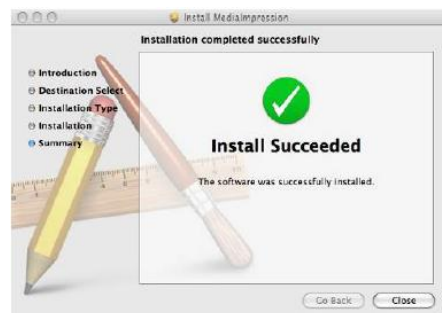 Install MediaImpression
Installation completed successfully
Introduction
Destination Select
Installation Type
Installation
Summary
Install Succeeded
The software was successfully installed.
Go Back
Close